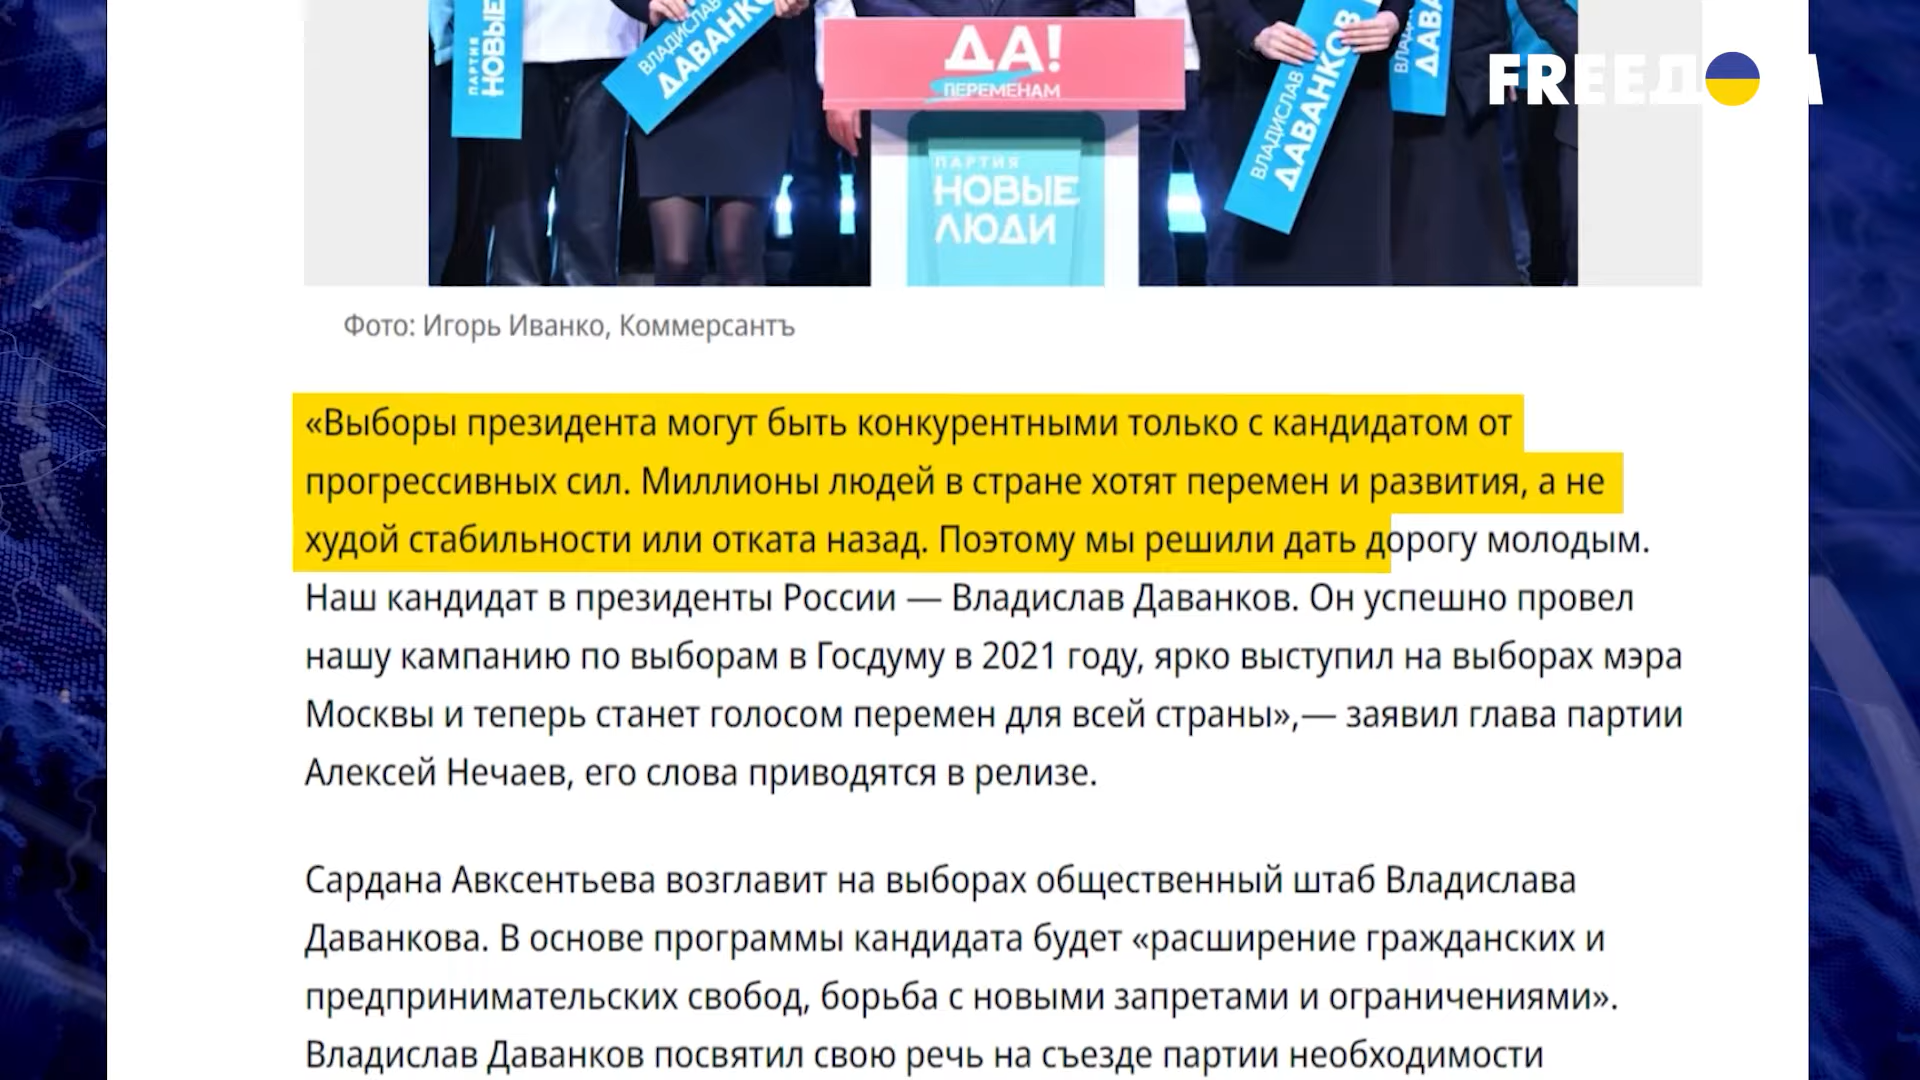 ПАРТИЯ
НОВЫЕ
ВЛАДИСЛАВ
ДАВАНКО
ДА!
ПЕРЕМЕНАМ
ПАРТИЯ
НОВЫЕ
ЛЮДИ
ВЛАДИСЛАВ
ДАВАНКОВ
FREEДОМ
Фото: Игорь Иванко, Коммерсантъ
«Выборы президента могут быть конкурентными только с кандидатом от
прогрессивных сил. Миллионы людей в стране хотят перемен и развития, а не
худой стабильности или отката назад. Поэтому мы решили дать дорогу молодым.
Наш кандидат в президенты России — Владислав Даванков. Он успешно провел
нашу кампанию по выборам в Госдуму в 2021 году, ярко выступил на выборах мэра
Москвы и теперь станет голосом перемен для всей страны»,— заявил глава партии
Алексей Нечаев, его слова приводятся в релизе.
Сардана Авксентьева возглавит на выборах общественный штаб Владислава
Даванкова. В основе программы кандидата будет «расширение гражданских и
предпринимательских свобод, борьба с новыми запретами и ограничениями».
Владислав Даванков посвятил свою речь на съезде партии необходимости